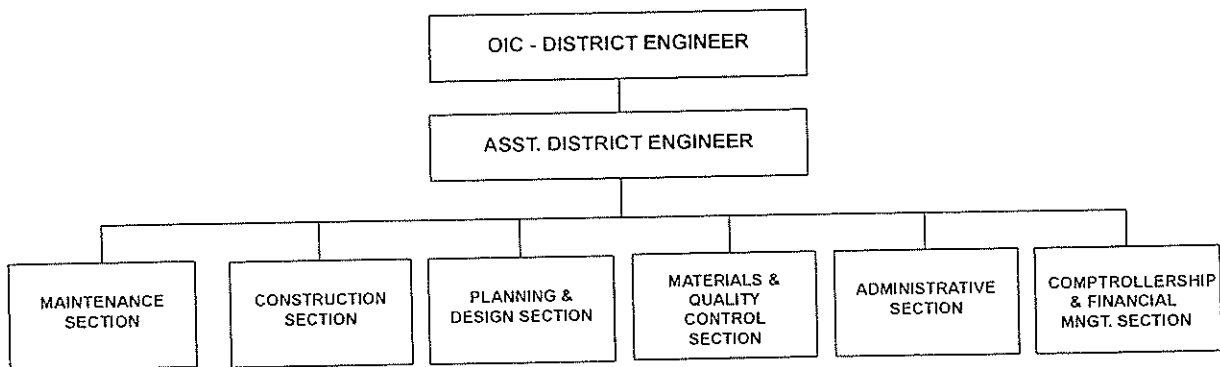 OIC - DISTRICT ENGINEER
ASST. DISTRICT ENGINEER
MAINTENANCE
SECTION
CONSTRUCTION
SECTION
PLANNING &
DESIGN SECTION
MATERIALS &
QUALITY
CONTROL
SECTION
ADMINISTRATIVE
SECTION
COMPTROLLERSHIP
& FINANCIAL
MNGT. SECTION